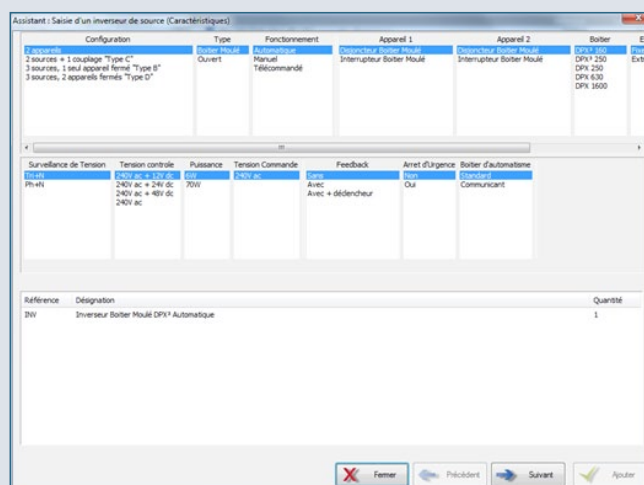 Assistant : Saisie d'un inverseur de source (Caractéristiques)
Configuration Type Fonctionnement Appareil 1 Appareil 2 Boitier
2 appareils Boitier Moulé Automatique Disjoncteur Boitier Moulé Disjoncteur Boitier Moulé DPX³ 160
2 sources + 1 couplage "Type C" Ouvert Manuel Interrupteur Boitier Moulé Interrupteur Boitier Moulé DPX³ 250
3 sources, 1 seul appareil fermé "Type B" Télécommandé DPX 250
3 sources, 2 appareils fermés "Type D" DPX 630
DPX 1600
Surveillance de Tension Tension controle Puissance Tension Commande Feedback Arret d'Urgence Boitier d'automatisme
Tri+N 240V ac + 12V dc 6W 240V ac Sans Non Standard
Ph+N 240V ac + 24V dc 70W Avec Oui Communicant
240V ac + 48V dc Avec + déclencheur
240V ac
Référence Désignation Quantité
INV Inverseur Boitier Moulé DPX³ Automatique 1
Fermer Précédent Suivant Ajouter